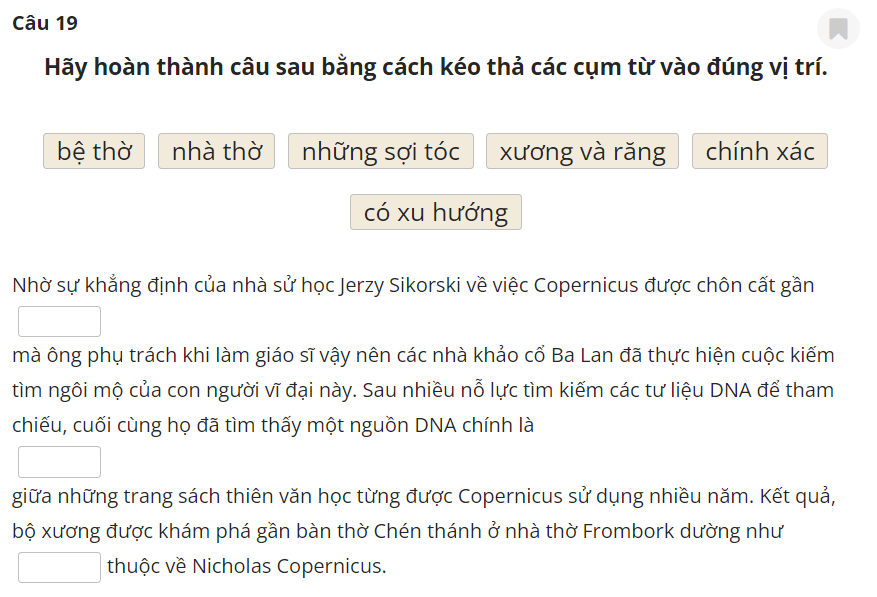 Câu 19
Hãy hoàn thành câu sau bằng cách kéo thả các cụm từ vào đúng vị trí.
bệ thờ nhà thờ những sợi tóc xương và răng chính xác
có xu hướng
Nhờ sự khẳng định của nhà sử học Jerzy Sikorski về việc Copernicus được chôn cất gần
mà ông phụ trách khi làm giáo sĩ vậy nên các nhà khảo cổ Ba Lan đã thực hiện cuộc kiếm
tìm ngôi mộ của con người vĩ đại này. Sau nhiều nỗ lực tìm kiếm các tư liệu DNA để tham
chiếu, cuối cùng họ đã tìm thấy một nguồn DNA chính là
giữa những trang sách thiên văn học từng được Copernicus sử dụng nhiều năm. Kết quả,
bộ xương được khám phá gần bàn thờ Chén thánh ở nhà thờ Frombork dường như
thuộc về Nicholas Copernicus.